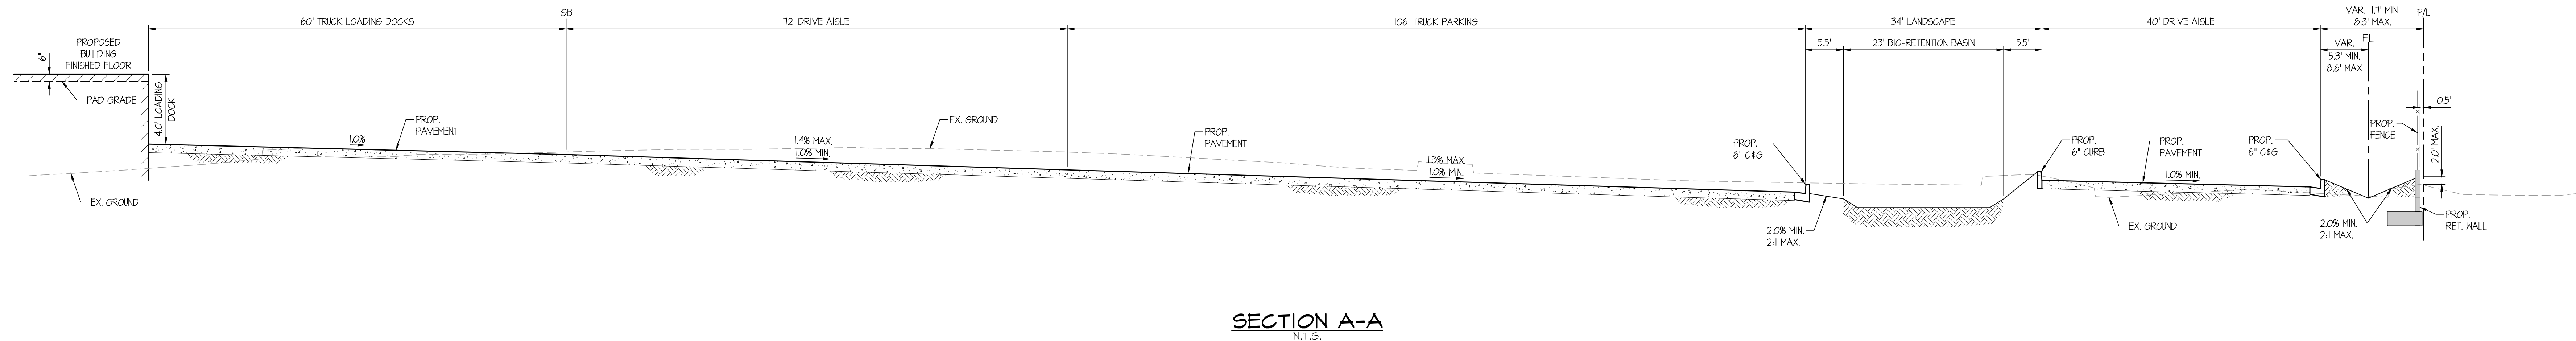 60' TRUCK LOADING DOCKS
GB
72' DRIVE AISLE
106' TRUCK PARKING
34' LANDSCAPE
40' DRIVE AISLE
VAR. 11.7' MIN
18.3' MAX.
P/L
6"
PROPOSED
BUILDING
FINISHED FLOOR
PAD GRADE
4.0' LOADING
DOCK
5.5'
23' BIO-RETENTION BASIN
5.5'
VAR.
5.3' MIN.
8.6' MAX
FL
0.5'
1.0%
PROP.
PAVEMENT
1.4% MAX.
1.0% MIN.
EX. GROUND
PROP.
PAVEMENT
1.3% MAX.
1.0% MIN.
PROP.
6" C&G
PROP.
6" CURB
PROP.
PAVEMENT
1.0% MIN.
PROP.
6" C&G
PROP.
FENCE
2.0' MAX.
EX. GROUND
2.0% MIN.
2:1 MAX.
EX. GROUND
2.0% MIN.
2:1 MAX.
PROP.
RET. WALL
SECTION A-A
N.T.S.